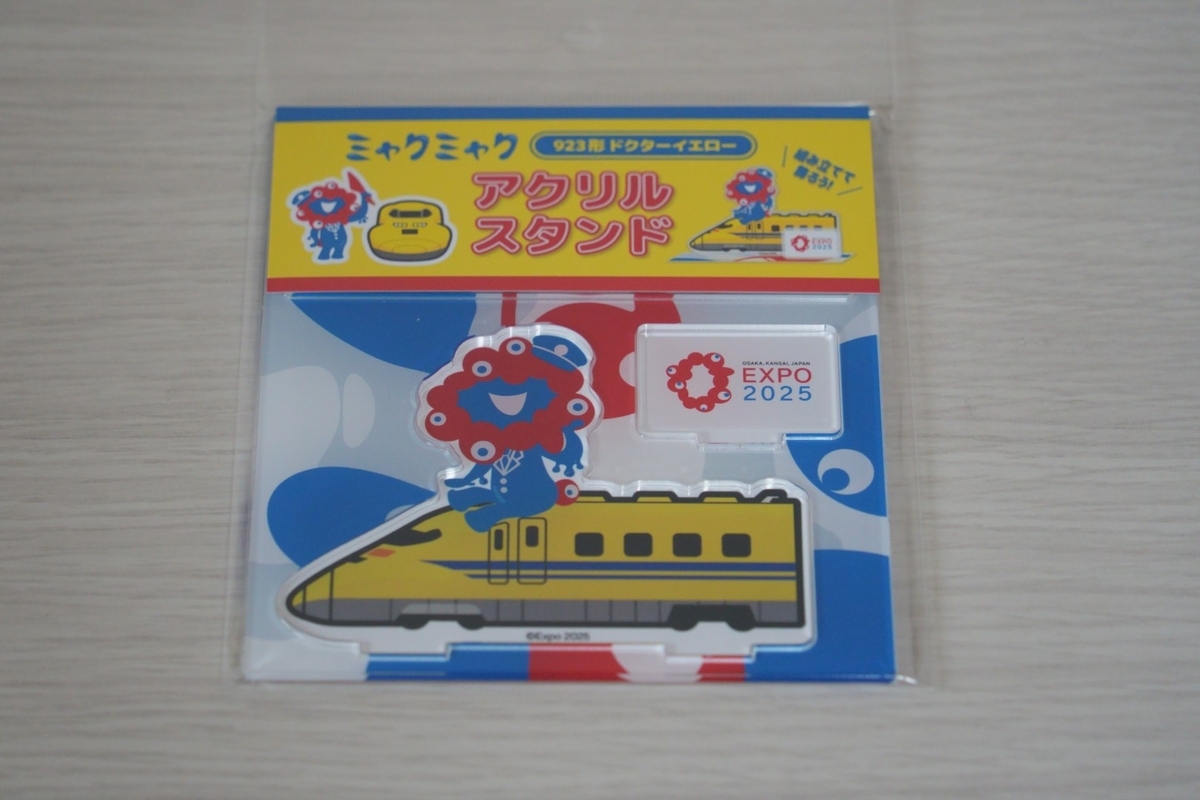 ミャクミャク 923形ドクターイエロー
アクリル
スタンド
組み立てて
飾ろう!
EXPO
2025
OSAKA, KANSAI, JAPAN
EXPO
2025
©Expo 2025